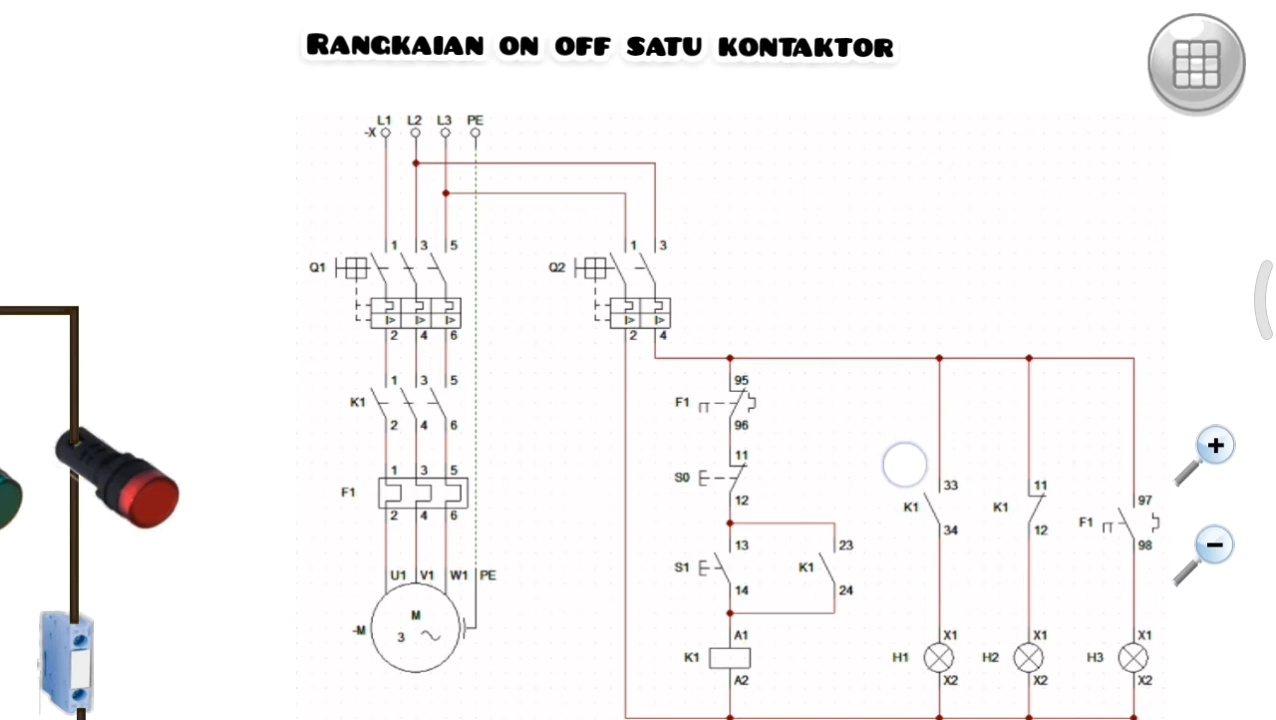 RANGKAIAN ON OFF SATU KONTAKTOR
L1 L2 L3 PE
-X
1 3 5 1 3
Q1 Q2
I> I> I> I> I>
2 4 6 2 4
1 3 5 95
K1 F1
2 4 6 96
11
1 3 5 S0 33 11
F1 12 K1 K1 97
2 4 6 34 12 F1
13 23 98
U1 V1 W1 PE S1 K1
14 24
M
-M 3 A1 X1 X1 X1
K1 H1 H2 H3
A2 X2 X2 X2
+
−